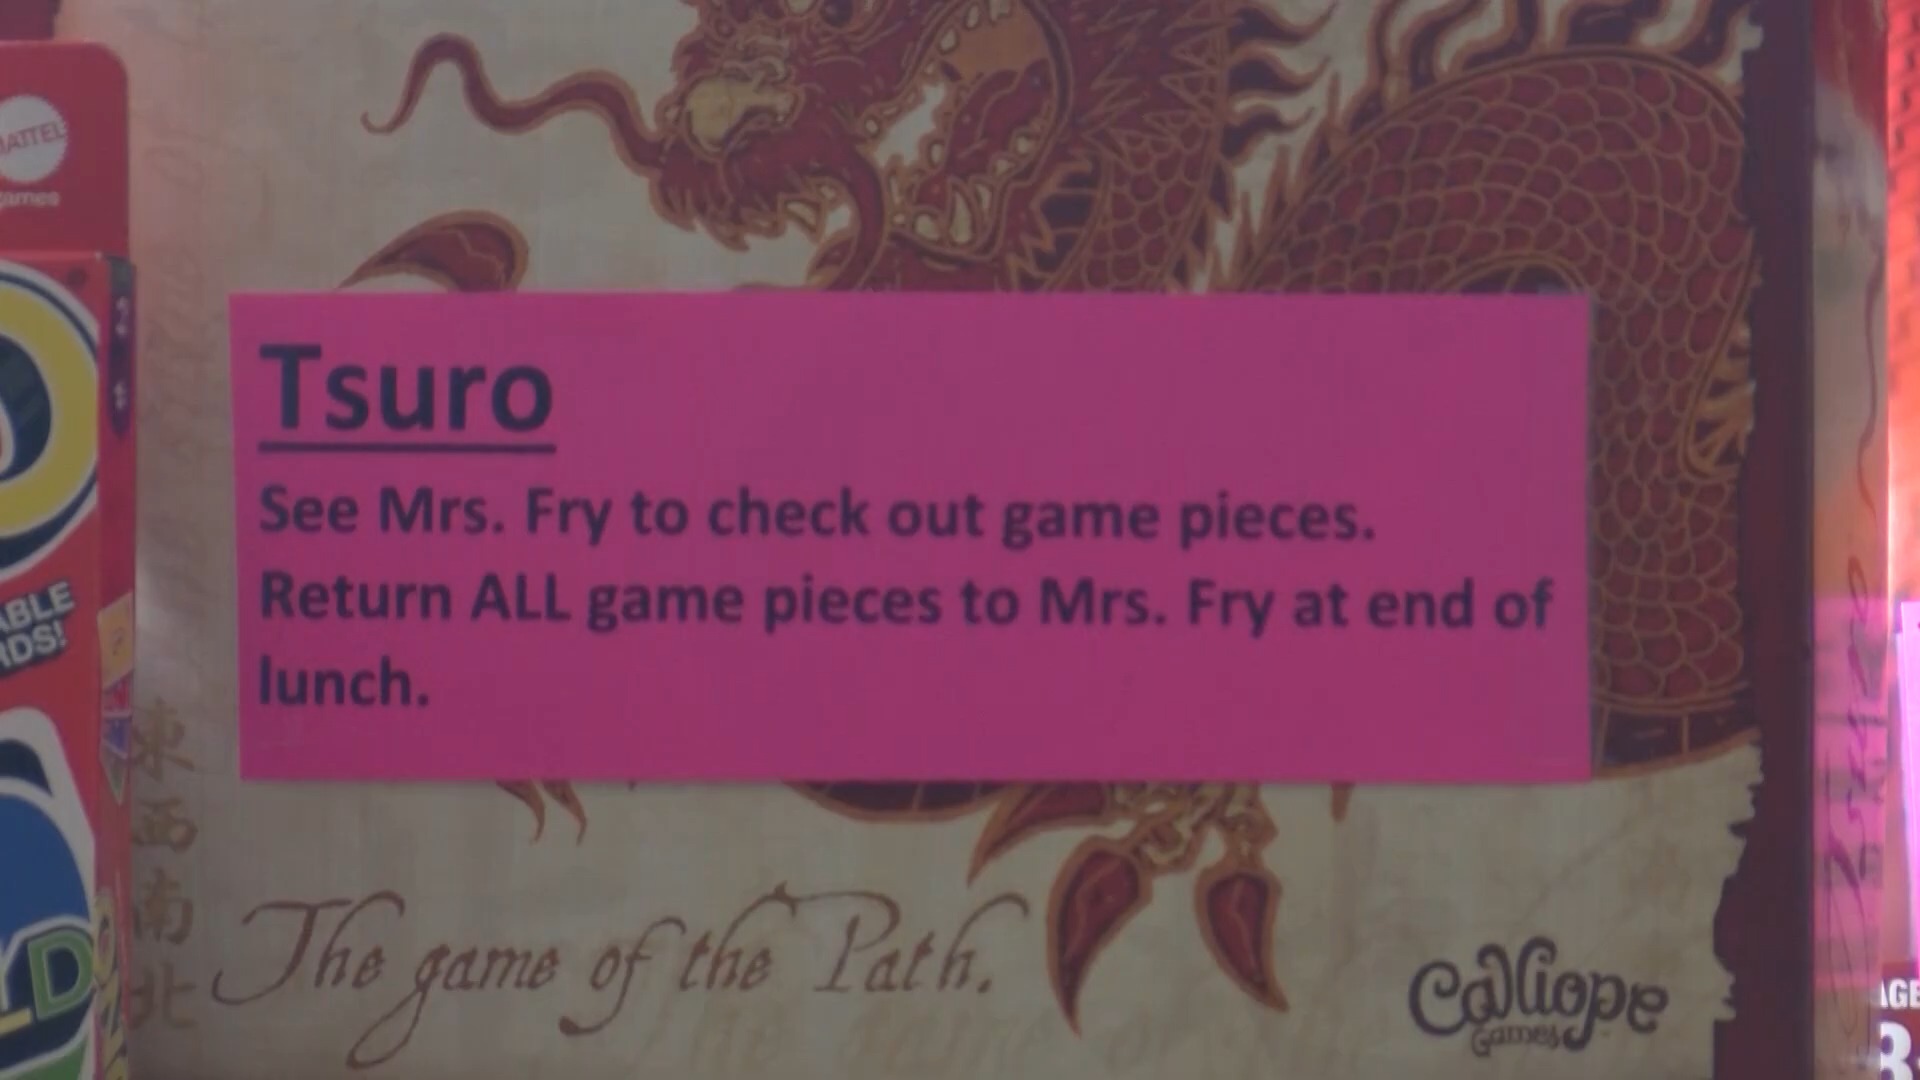 MATTEL
games
Tsuro
See Mrs. Fry to check out game pieces.
Return ALL game pieces to Mrs. Fry at end of
lunch.
東
西
南
北
The game of the Path.
Calliope
Games